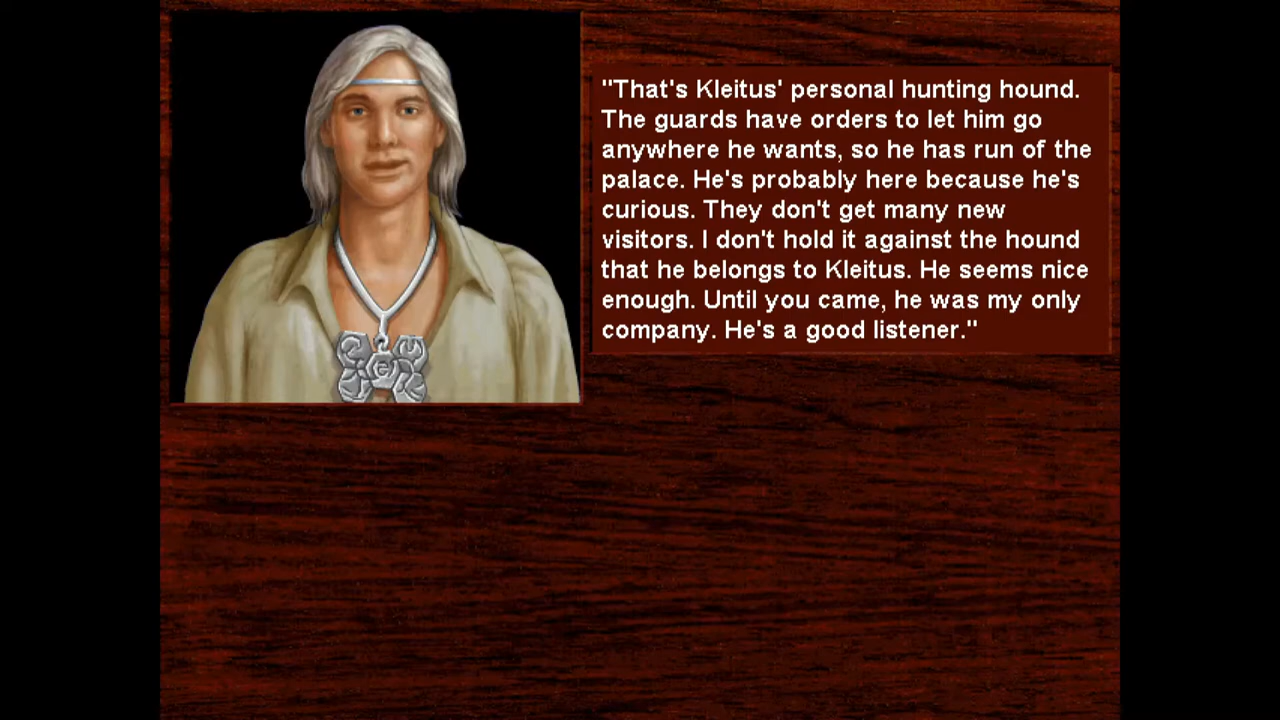 "That's Kleitus' personal hunting hound.
The guards have orders to let him go
anywhere he wants, so he has run of the
palace. He's probably here because he's
curious. They don't get many new
visitors. I don't hold it against the hound
that he belongs to Kleitus. He seems nice
enough. Until you came, he was my only
company. He's a good listener."